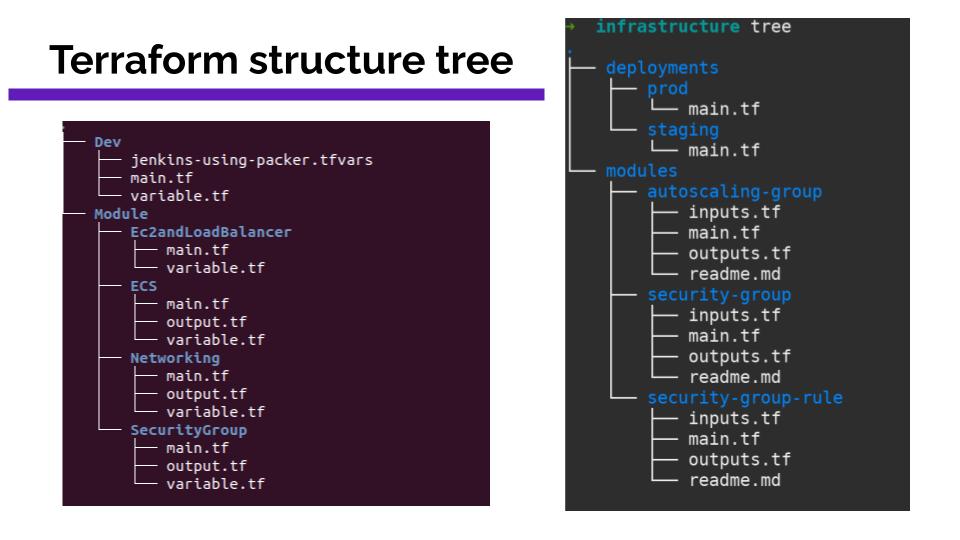 Terraform structure tree
Dev
jenkins-using-packer.tfvars
main.tf
variable.tf
Module
Ec2andLoadBalancer
main.tf
variable.tf
ECS
main.tf
output.tf
variable.tf
Networking
main.tf
output.tf
variable.tf
SecurityGroup
main.tf
output.tf
variable.tf
→ infrastructure tree
.
deployments
prod
main.tf
staging
main.tf
modules
autoscaling-group
inputs.tf
main.tf
outputs.tf
readme.md
security-group
inputs.tf
main.tf
outputs.tf
readme.md
security-group-rule
inputs.tf
main.tf
outputs.tf
readme.md